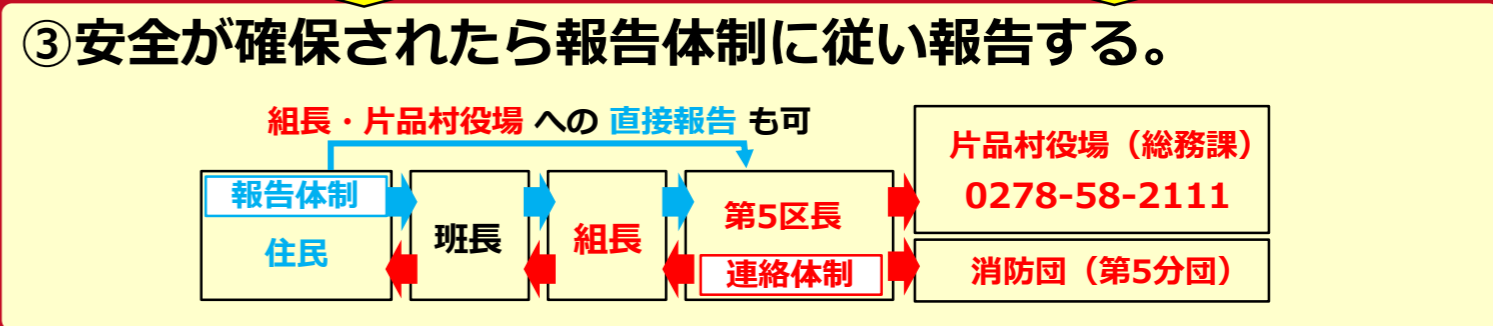 ③安全が確保されたら報告体制に従い報告する。
組長・片品村役場 への 直接報告 も可
報告体制
住民
班長
組長
第5区長
連絡体制
片品村役場（総務課）
0278-58-2111
消防団（第5分団）